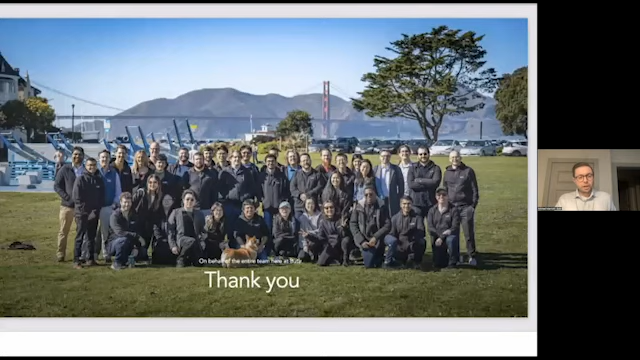 On behalf of the entire team here at
Thank you